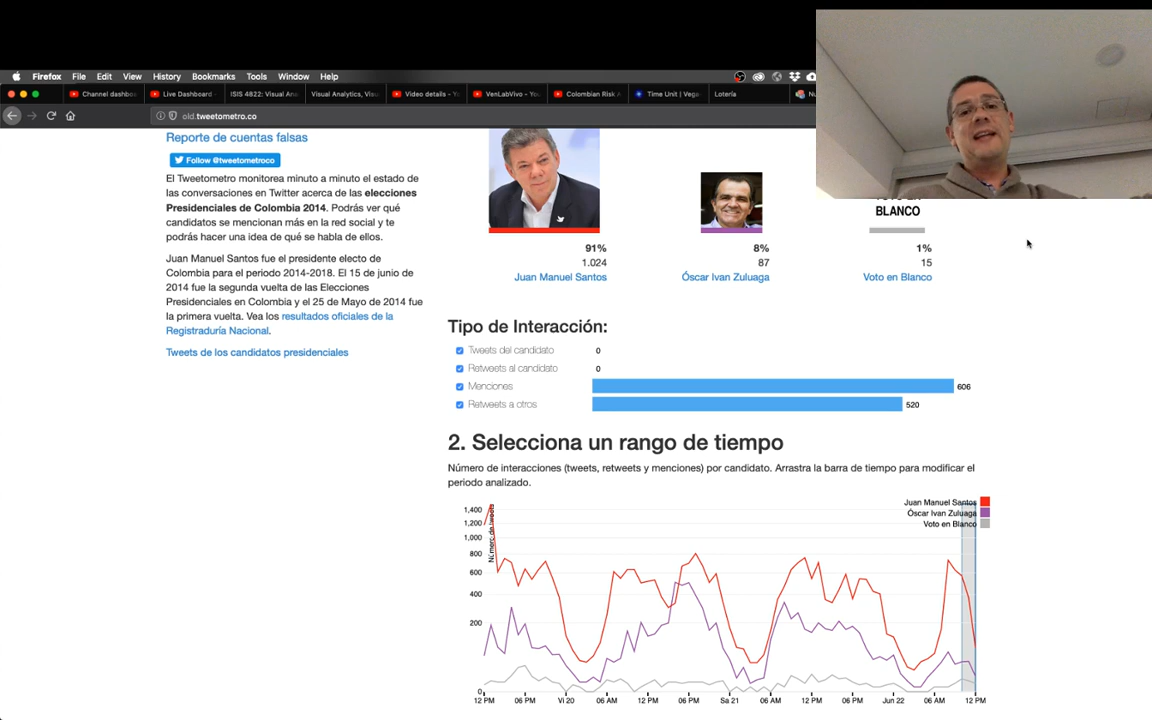 Firefox File Edit View History Bookmarks Tools Window Help
Channel dashbo
Live Dashboard
ISIS 4822: Visual Ana
Visual Analytics, Visu
Video details - Y
VenLabVivo - You
Colombian Risk
Time Unit | Vega
Lotería
Nu
old.tweetometro.co
Reporte de cuentas falsas
Follow @tweetometroco
El Tweetometro monitorea minuto a minuto el estado de
las conversaciones en Twitter acerca de las elecciones
Presidenciales de Colombia 2014. Podrás ver qué
candidatos se mencionan más en la red social y te
podrás hacer una idea de qué se habla de ellos.
Juan Manuel Santos fue el presidente electo de
Colombia para el periodo 2014-2018. El 15 de junio de
2014 fue la segunda vuelta de las Elecciones
Presidenciales en Colombia y el 25 de Mayo de 2014 fue
la primera vuelta. Vea los resultados oficiales de la
Registraduría Nacional.
Tweets de los candidatos presidenciales
91%
1.024
Juan Manuel Santos
8%
87
Óscar Ivan Zuluaga
BLANCO
1%
15
Voto en Blanco
Tipo de Interacción:
Tweets del candidato 0
Retweets al candidato 0
Menciones 606
Retweets a otros 520
2. Selecciona un rango de tiempo
Número de interacciones (tweets, retweets y menciones) por candidato. Arrastra la barra de tiempo para modificar el
periodo analizado.
Juan Manuel Santos
Óscar Ivan Zuluaga
Voto en Blanco
Número de tweets
1,400
1,200
1,000
800
600
400
200
0
12 PM 06 PM Vi 20 06 AM 12 PM 06 PM Sa 21 06 AM 12 PM 06 PM Jun 22 06 AM 12 PM